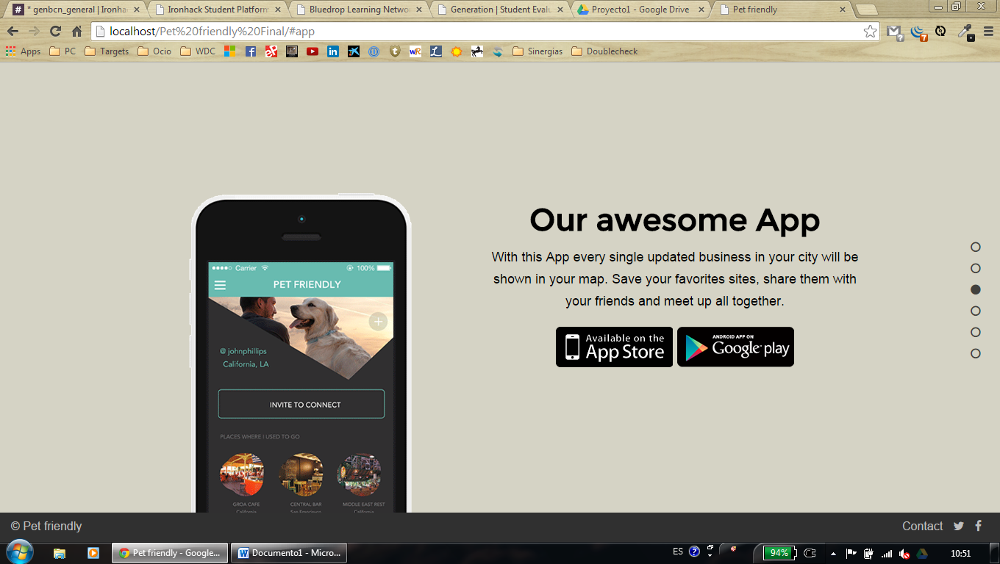 * genbcn_general | Ironha
Ironhack Student Platform
Bluedrop Learning Netwo
Generation | Student Evalu
Proyecto1 - Google Drive
Pet friendly
localhost/Pet%20friendly%20Final/#app
Apps
PC
Targets
Ocio
WDC
Sinergias
Doublecheck
Carrier
100%
PET FRIENDLY
@ johnphillips
California, LA
INVITE TO CONNECT
PLACES WHERE I USED TO GO
GROA CAFE
CENTRAL BAR
MIDDLE EAST REST
California
San Francisco
California
Our awesome App
With this App every single updated business in your city will be
shown in your map. Save your favorites sites, share them with
your friends and meet up all together.
Available on the
App Store
ANDROID APP ON
Google play
© Pet friendly
Contact
Pet friendly - Google...
Documento1 - Micro...
ES
94%
10:51